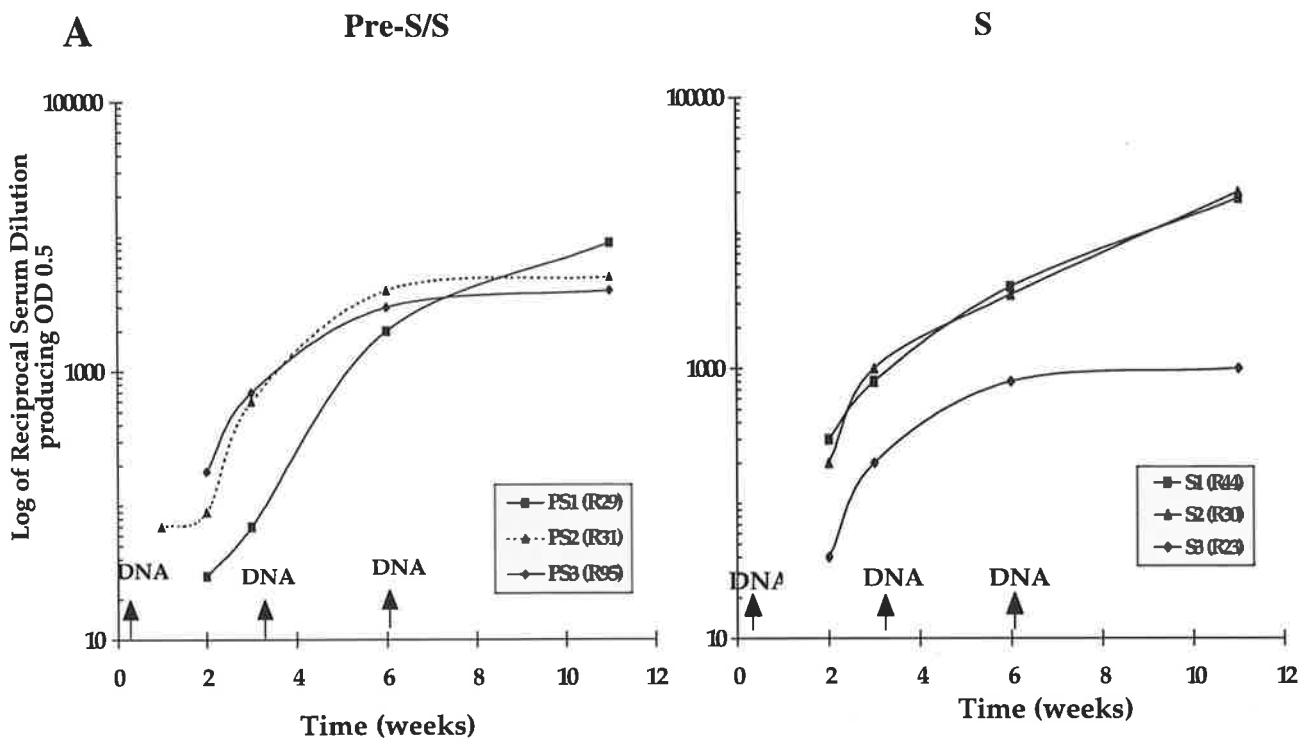 A
Pre-S/S
S
Log of Reciprocal Serum Dilution
producing OD 0.5
100000
1000
10
0 2 4 6 8 10 12
Time (weeks)
DNA
DNA
DNA
PS1 (R29)
PS2 (R31)
PS3 (R95)
100000
1000
10
0 2 4 6 8 10 12
Time (weeks)
DNA
DNA
DNA
S1 (R44)
S2 (R30)
S3 (R23)